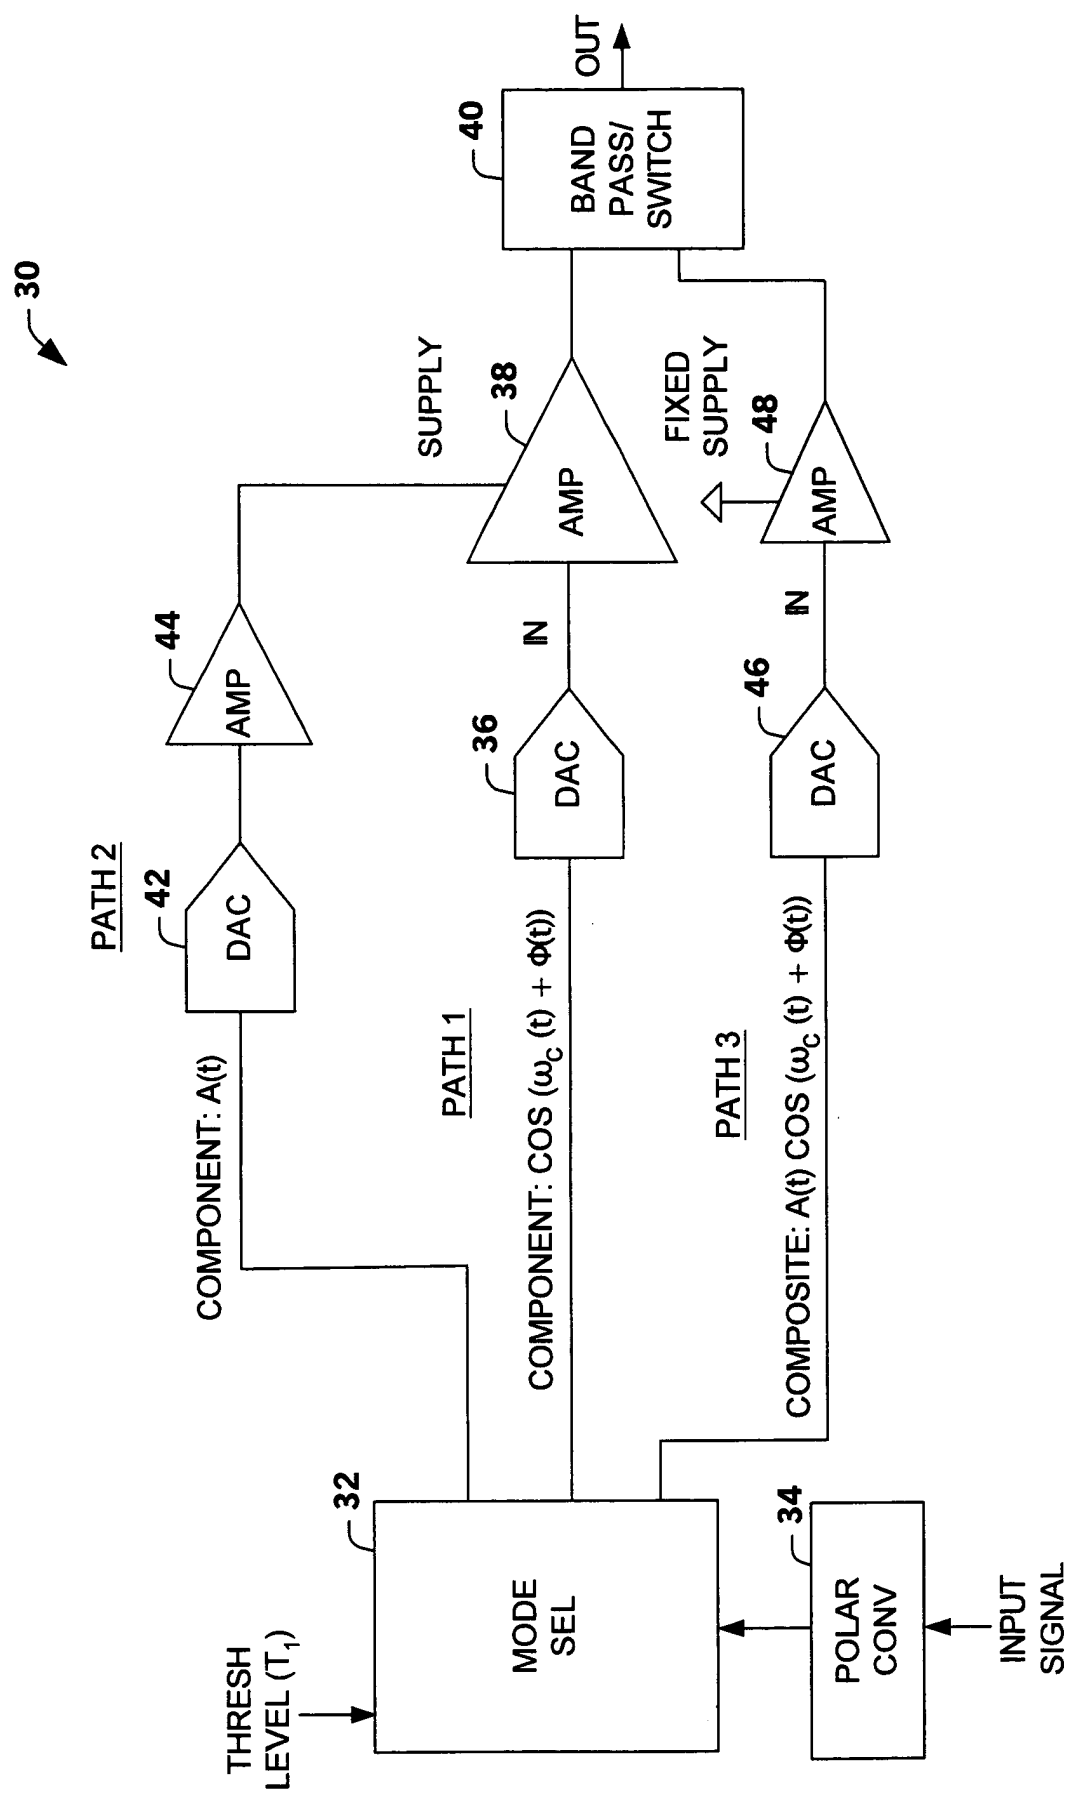 30
THRESH
LEVEL (T₁)
32
MODE
SEL
34
POLAR
CONV
INPUT
SIGNAL
COMPONENT: A(t)
PATH 2
42
DAC
44
AMP
SUPPLY
PATH 1
COMPONENT: COS (ω_C (t) + Φ(t))
36
DAC
IN
38
AMP
PATH 3
COMPOSITE: A(t) COS (ω_C (t) + Φ(t))
46
DAC
IN
48
AMP
FIXED
SUPPLY
40
BAND
PASS/
SWITCH
OUT